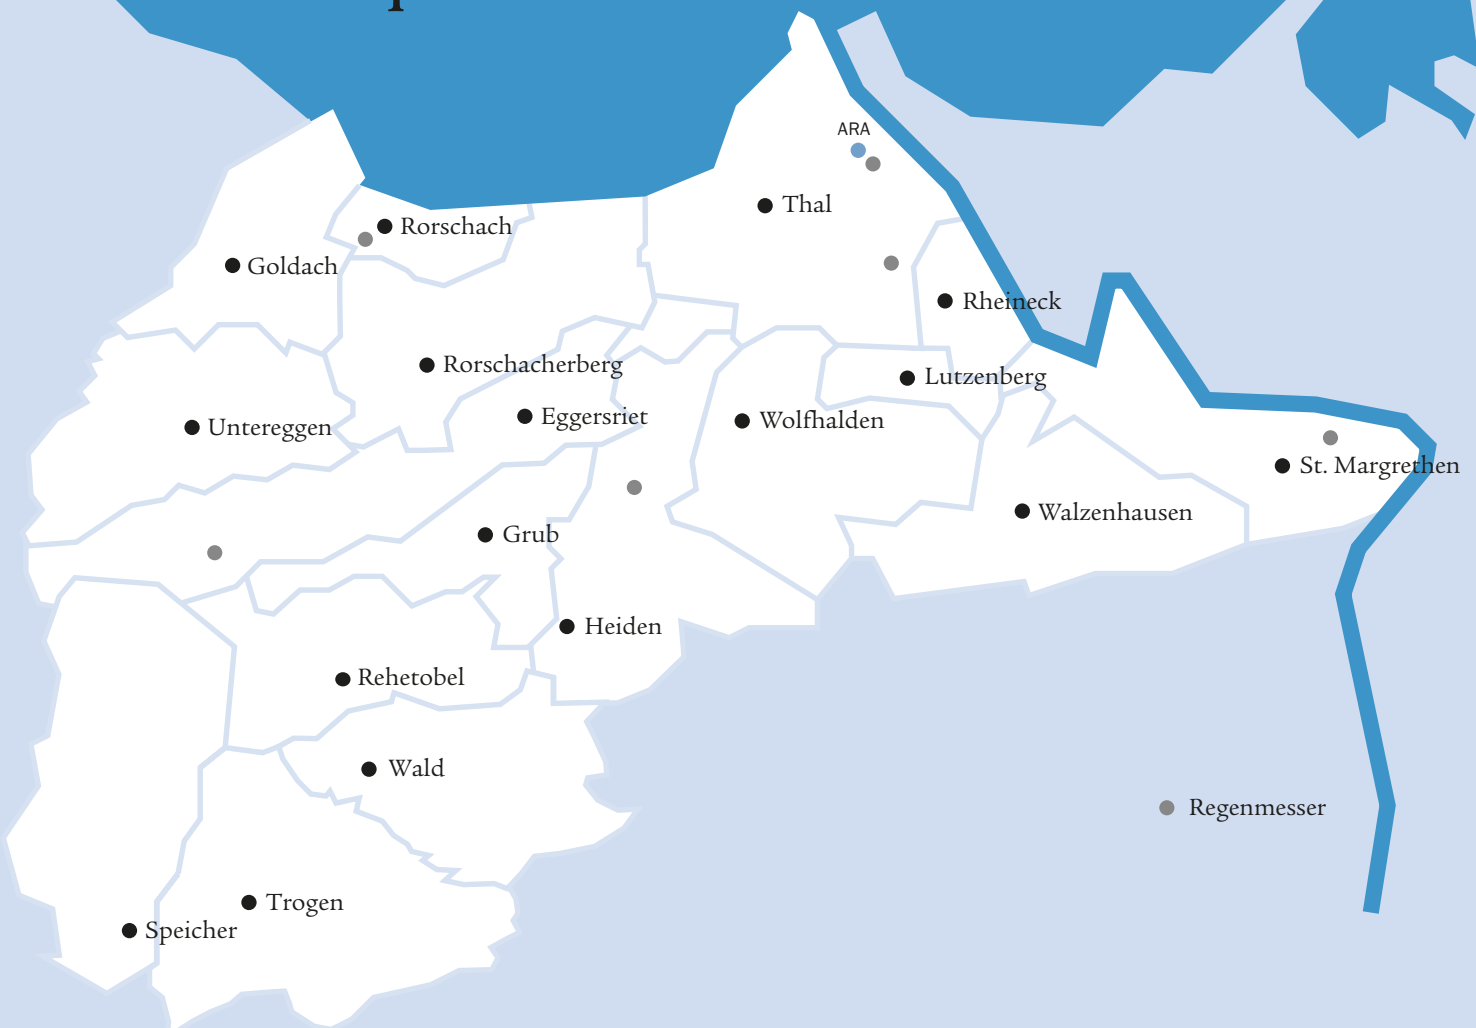 ARA
Thal
Rorschach
Goldach
Rheineck
Rorschacherberg
Lutzenberg
Eggersriet
Wolfhalden
Untereggen
St. Margrethen
Walzenhausen
Grub
Heiden
Rehetobel
Wald
Regenmesser
Trogen
Speicher